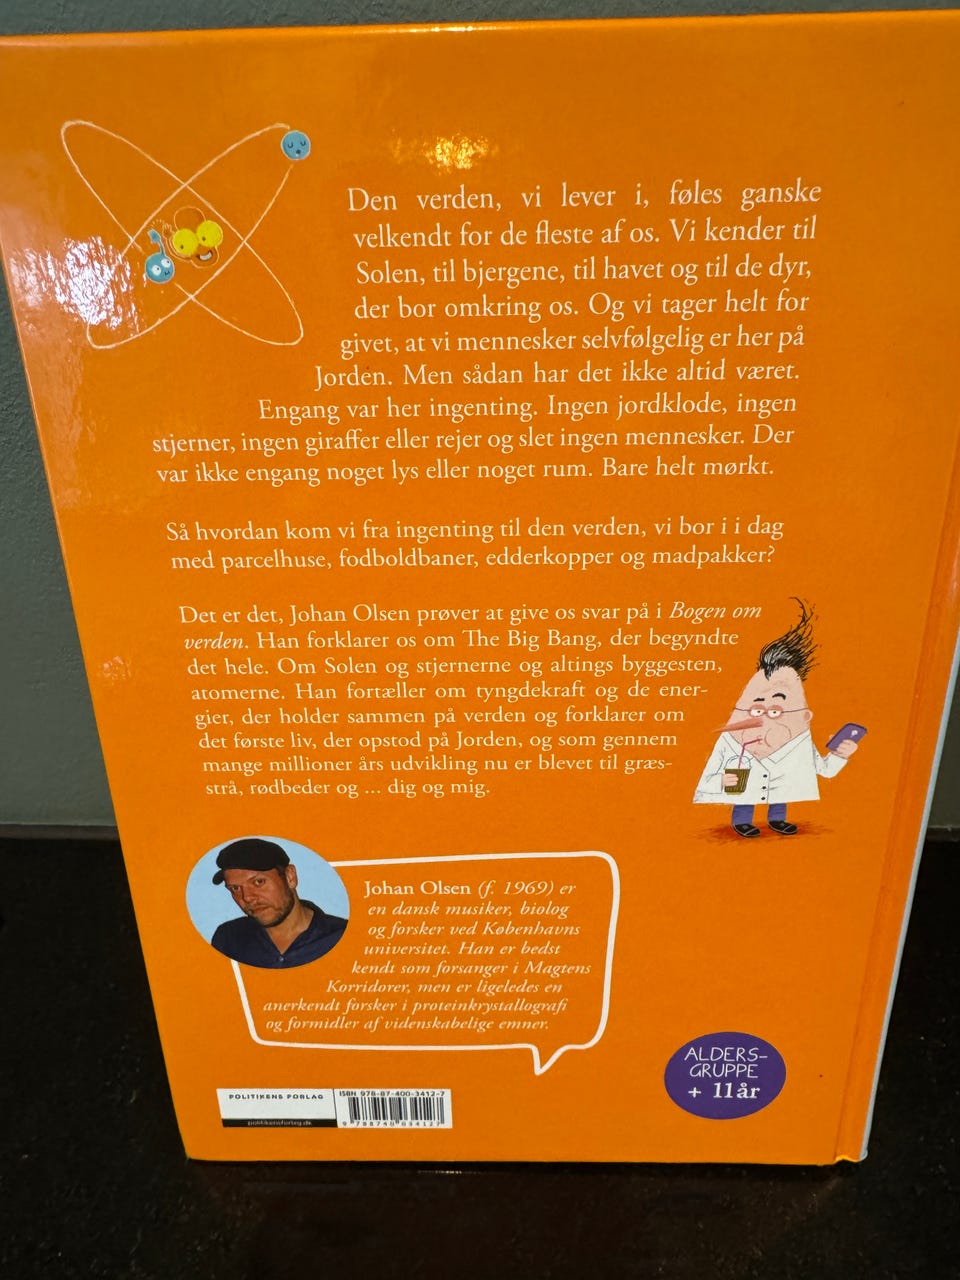 Den verden, vi lever i, føles ganske
velkendt for de fleste af os. Vi kender til
Solen, til bjergene, til havet og til de dyr,
der bor omkring os. Og vi tager helt for
givet, at vi mennesker selvfølgelig er her på
Jorden. Men sådan har det ikke altid været.
Engang var her ingenting. Ingen jordklode, ingen
stjerner, ingen giraffer eller rejer og slet ingen mennesker. Der
var ikke engang noget lys eller noget rum. Bare helt mørkt.
Så hvordan kom vi fra ingenting til den verden, vi bor i i dag
med parcelhuse, fodboldbaner, edderkopper og madpakker?
Det er det, Johan Olsen prøver at give os svar på i Bogen om
verden. Han forklarer os om The Big Bang, der begyndte
det hele. Om Solen og stjernerne og altings byggesten,
atomerne. Han fortæller om tyngdekraft og de ener-
gier, der holder sammen på verden og forklarer om
det første liv, der opstod på Jorden, og som gennem
mange millioner års udvikling nu er blevet til græs-
strå, rødbeder og ... dig og mig.
Johan Olsen (f. 1969) er
en dansk musiker, biolog
og forsker ved Københavns
universitet. Han er bedst
kendt som forsanger i Magtens
Korridorer, men er ligeledes en
anerkendt forsker i proteinkrystallografi
og formidler af videnskabelige emner.
ALDERS-
GRUPPE
+ 11 år
POLITIKENS FORLAG
politikensforlag.dk
ISBN 978-87-400-3412-7
9 788740 034127